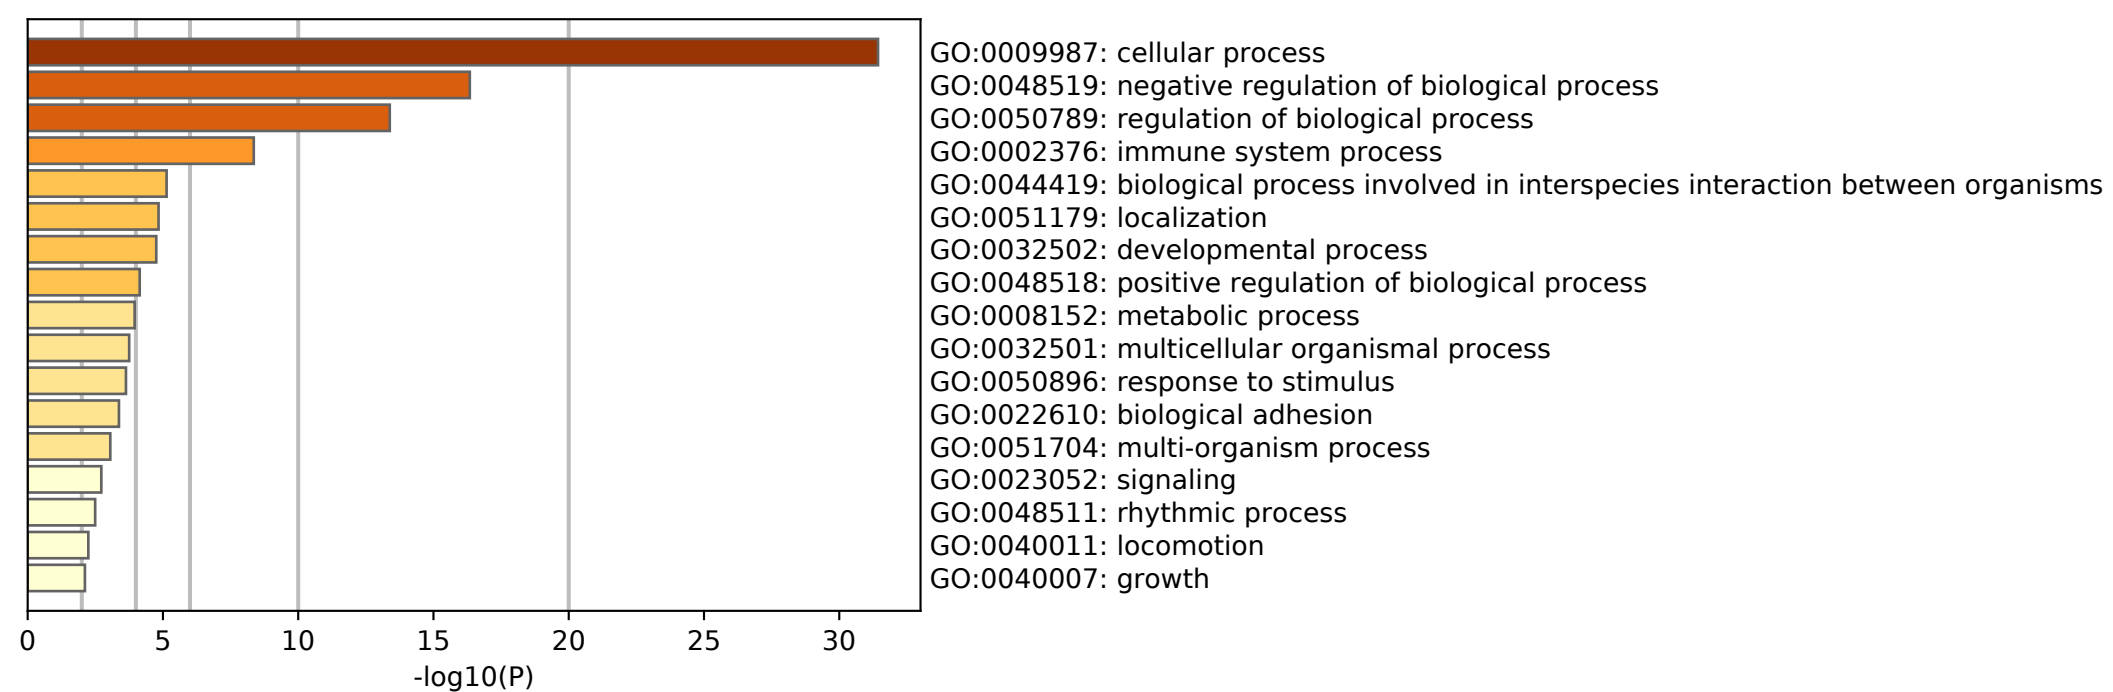 GO:0009987: cellular process
GO:0048519: negative regulation of biological process
GO:0050789: regulation of biological process
GO:0002376: immune system process
GO:0044419: biological process involved in interspecies interaction between organisms
GO:0051179: localization
GO:0032502: developmental process
GO:0048518: positive regulation of biological process
GO:0008152: metabolic process
GO:0032501: multicellular organismal process
GO:0050896: response to stimulus
GO:0022610: biological adhesion
GO:0051704: multi-organism process
GO:0023052: signaling
GO:0048511: rhythmic process
GO:0040011: locomotion
GO:0040007: growth
0 5 10 15 20 25 30
-log10(P)